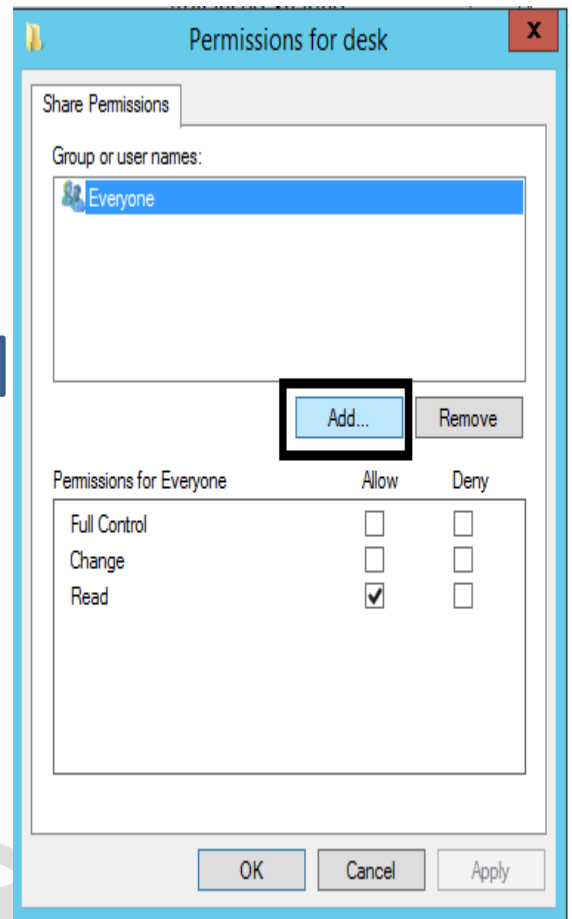 Permissions for desk
X
Share Permissions
Group or user names:
Everyone
Add...
Remove
Permissions for Everyone
Allow
Deny
Full Control
Change
Read
OK
Cancel
Apply